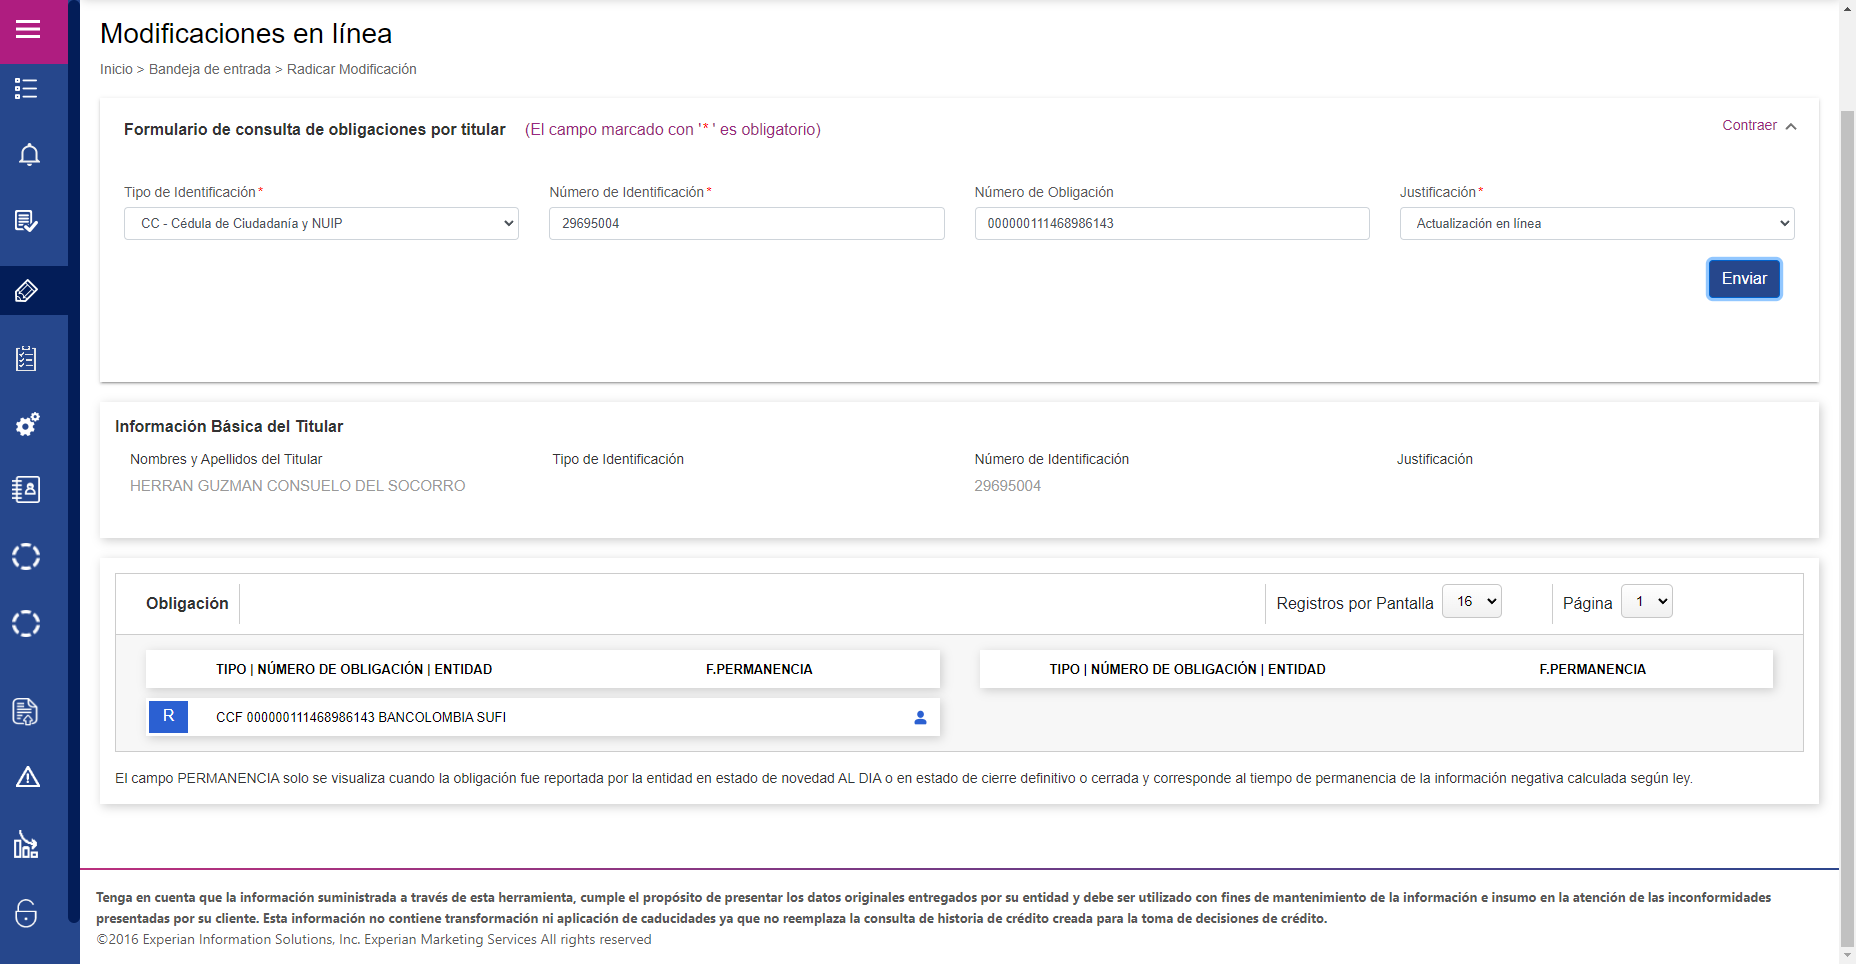 Modificaciones en línea
Inicio > Bandeja de entrada > Radicar Modificación
Formulario de consulta de obligaciones por titular (El campo marcado con '*' es obligatorio)
Contraer
Tipo de Identificación* Número de Identificación* Número de Obligación Justificación*
CC - Cédula de Ciudadanía y NUIP 29695004 000000111468986143 Actualización en línea
Enviar
Información Básica del Titular
Nombres y Apellidos del Titular Tipo de Identificación Número de Identificación Justificación
HERRAN GUZMAN CONSUELO DEL SOCORRO 29695004
Obligación Registros por Pantalla 16 Página 1
TIPO | NÚMERO DE OBLIGACIÓN | ENTIDAD F.PERMANENCIA TIPO | NÚMERO DE OBLIGACIÓN | ENTIDAD F.PERMANENCIA
R CCF 000000111468986143 BANCOLOMBIA SUFI
El campo PERMANENCIA solo se visualiza cuando la obligación fue reportada por la entidad en estado de novedad AL DIA o en estado de cierre definitivo o cerrada y corresponde al tiempo de permanencia de la información negativa calculada según ley.
Tenga en cuenta que la información suministrada a través de esta herramienta, cumple el propósito de presentar los datos originales entregados por su entidad y debe ser utilizado con fines de mantenimiento de la información e insumo en la atención de las inconformidades
presentadas por su cliente. Esta información no contiene transformación ni aplicación de caducidades ya que no reemplaza la consulta de historia de crédito creada para la toma de decisiones de crédito.
©2016 Experian Information Solutions, Inc. Experian Marketing Services All rights reserved